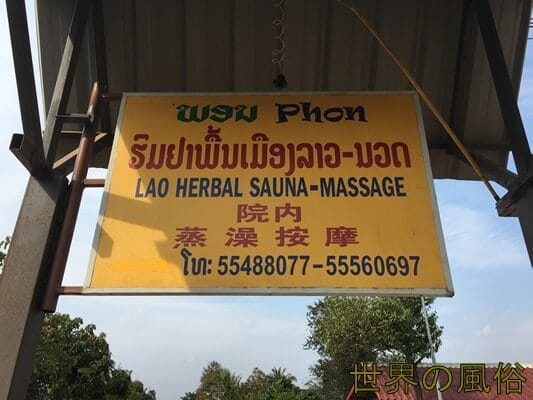 ພອນ Phon
ຮົມຢາພື້ນເມືອງລາວ-ນວດ
LAO HERBAL SAUNA-MASSAGE
院内
蒸澡按摩
ໂທ: 55488077-55560697
世界の風俗